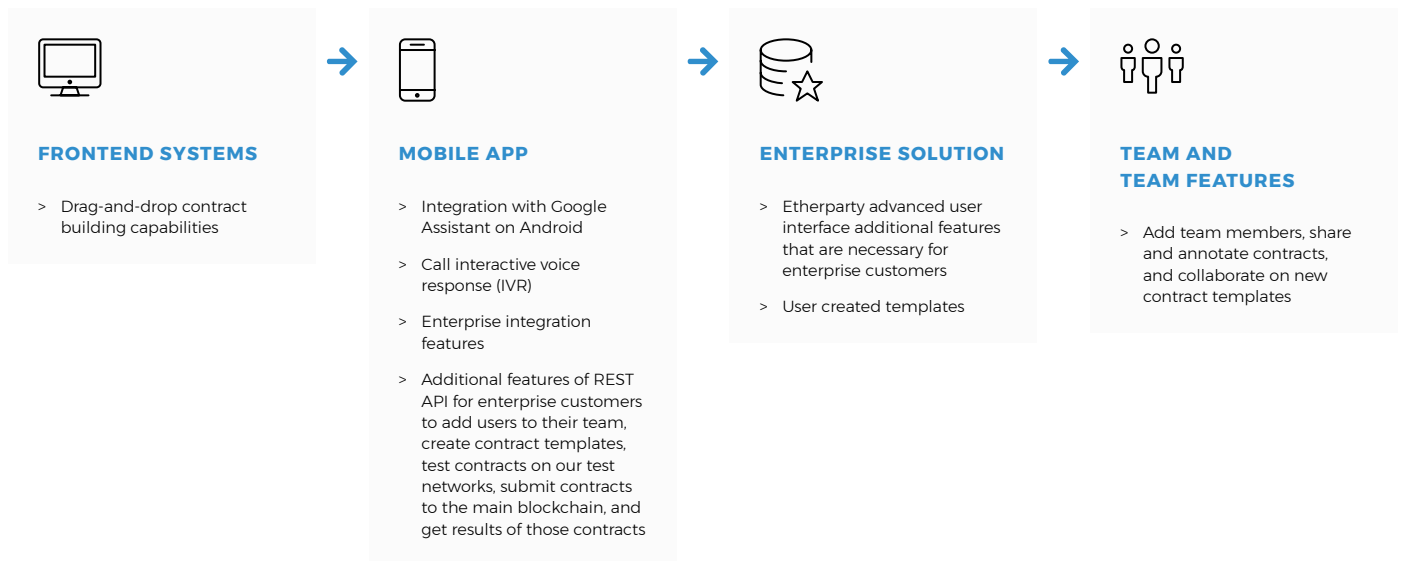 FRONTEND SYSTEMS
> Drag-and-drop contract
building capabilities
MOBILE APP
> Integration with Google
Assistant on Android
> Call interactive voice
response (IVR)
> Enterprise integration
features
> Additional features of REST
API for enterprise customers
to add users to their team,
create contract templates,
test contracts on our test
networks, submit contracts
to the main blockchain, and
get results of those contracts
ENTERPRISE SOLUTION
> Etherparty advanced user
interface additional features
that are necessary for
enterprise customers
> User created templates
TEAM AND
TEAM FEATURES
> Add team members, share
and annotate contracts,
and collaborate on new
contract templates